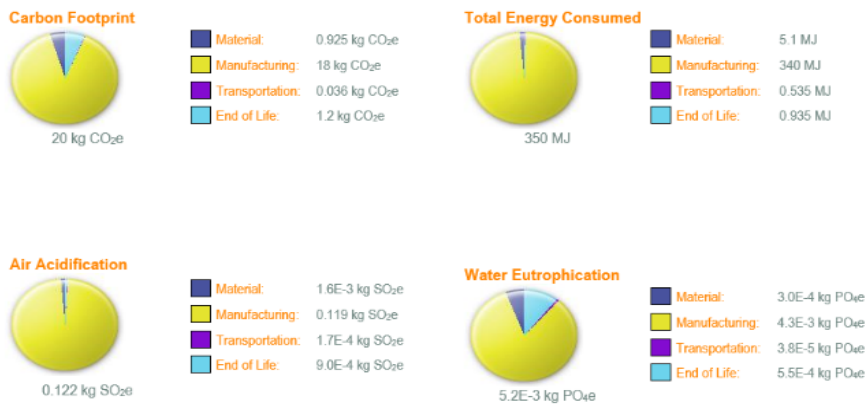 Carbon Footprint
Material: 0.925 kg CO₂e
Manufacturing: 18 kg CO₂e
Transportation: 0.036 kg CO₂e
End of Life: 1.2 kg CO₂e
20 kg CO₂e
Total Energy Consumed
Material: 5.1 MJ
Manufacturing: 340 MJ
Transportation: 0.535 MJ
End of Life: 0.935 MJ
350 MJ
Air Acidification
Material: 1.6E-3 kg SO₂e
Manufacturing: 0.119 kg SO₂e
Transportation: 1.7E-4 kg SO₂e
End of Life: 9.0E-4 kg SO₂e
0.122 kg SO₂e
Water Eutrophication
Material: 3.0E-4 kg PO₄e
Manufacturing: 4.3E-3 kg PO₄e
Transportation: 3.8E-5 kg PO₄e
End of Life: 5.5E-4 kg PO₄e
5.2E-3 kg PO₄e